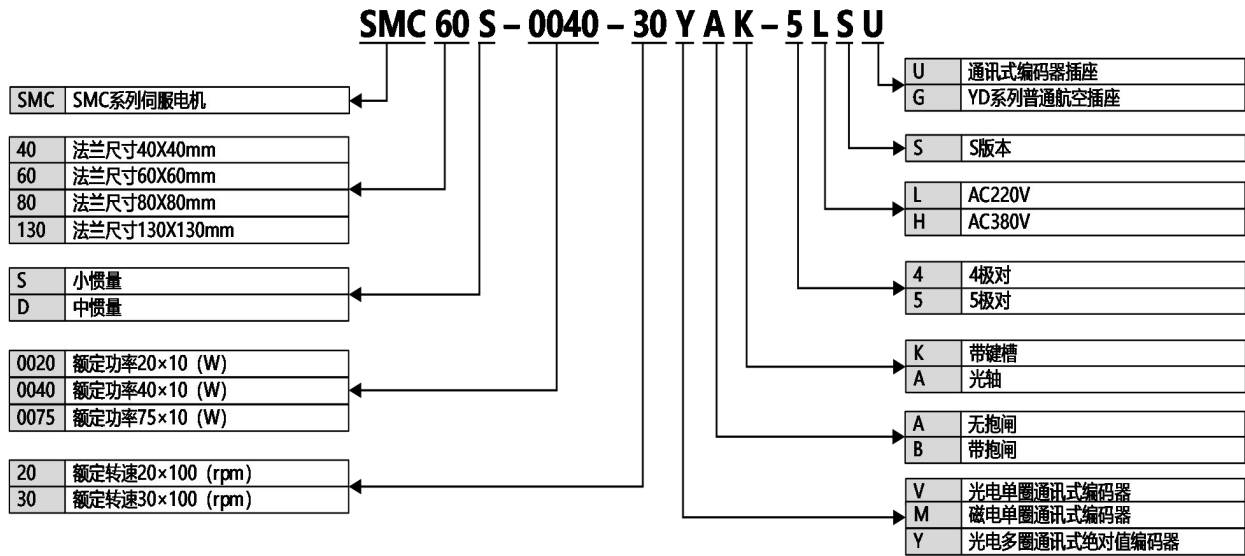 SMC 60 S – 0040 – 30 Y A K – 5 L S U
SMC SMC系列伺服电机
40 法兰尺寸40X40mm
60 法兰尺寸60X60mm
80 法兰尺寸80X80mm
130 法兰尺寸130X130mm
S 小惯量
D 中惯量
0020 额定功率20×10 (W)
0040 额定功率40×10 (W)
0075 额定功率75×10 (W)
20 额定转速20×100 (rpm)
30 额定转速30×100 (rpm)
U 通讯式编码器插座
G YD系列普通航空插座
S S版本
L AC220V
H AC380V
4 4极对
5 5极对
K 带键槽
A 光轴
A 无抱闸
B 带抱闸
V 光电单圈通讯式编码器
M 磁电单圈通讯式编码器
Y 光电多圈通讯式绝对值编码器